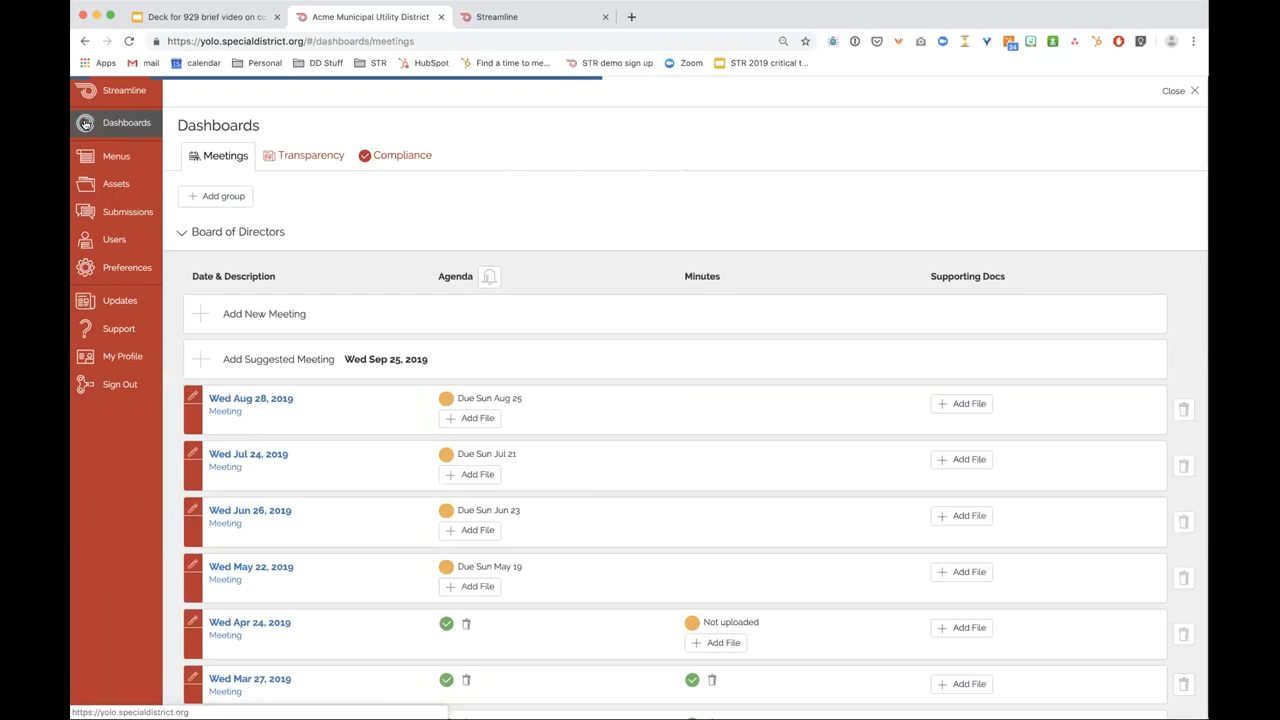 Deck for 929 brief video on cc
Acme Municipal Utility District
Streamline
https://yolo.specialdistrict.org/#/dashboards/meetings
34
Apps
mail
calendar
Personal
DD Stuff
STR
HubSpot
Find a time to me...
STR demo sign up
Zoom
STR 2019 critical t...
Streamline
Close
Dashboards
Dashboards
Meetings
Transparency
Compliance
Menus
Assets
Submissions
Users
Preferences
Updates
Support
My Profile
Sign Out
Add group
Board of Directors
Date & Description Agenda Minutes Supporting Docs
Add New Meeting
Add Suggested Meeting Wed Sep 25, 2019
Wed Aug 28, 2019 Due Sun Aug 25
Meeting Add File Add File
Wed Jul 24, 2019 Due Sun Jul 21
Meeting Add File Add File
Wed Jun 26, 2019 Due Sun Jun 23
Meeting Add File Add File
Wed May 22, 2019 Due Sun May 19
Meeting Add File Add File
Wed Apr 24, 2019 Not uploaded
Meeting Add File Add File
Wed Mar 27, 2019
Meeting Add File
https://yolo.specialdistrict.org